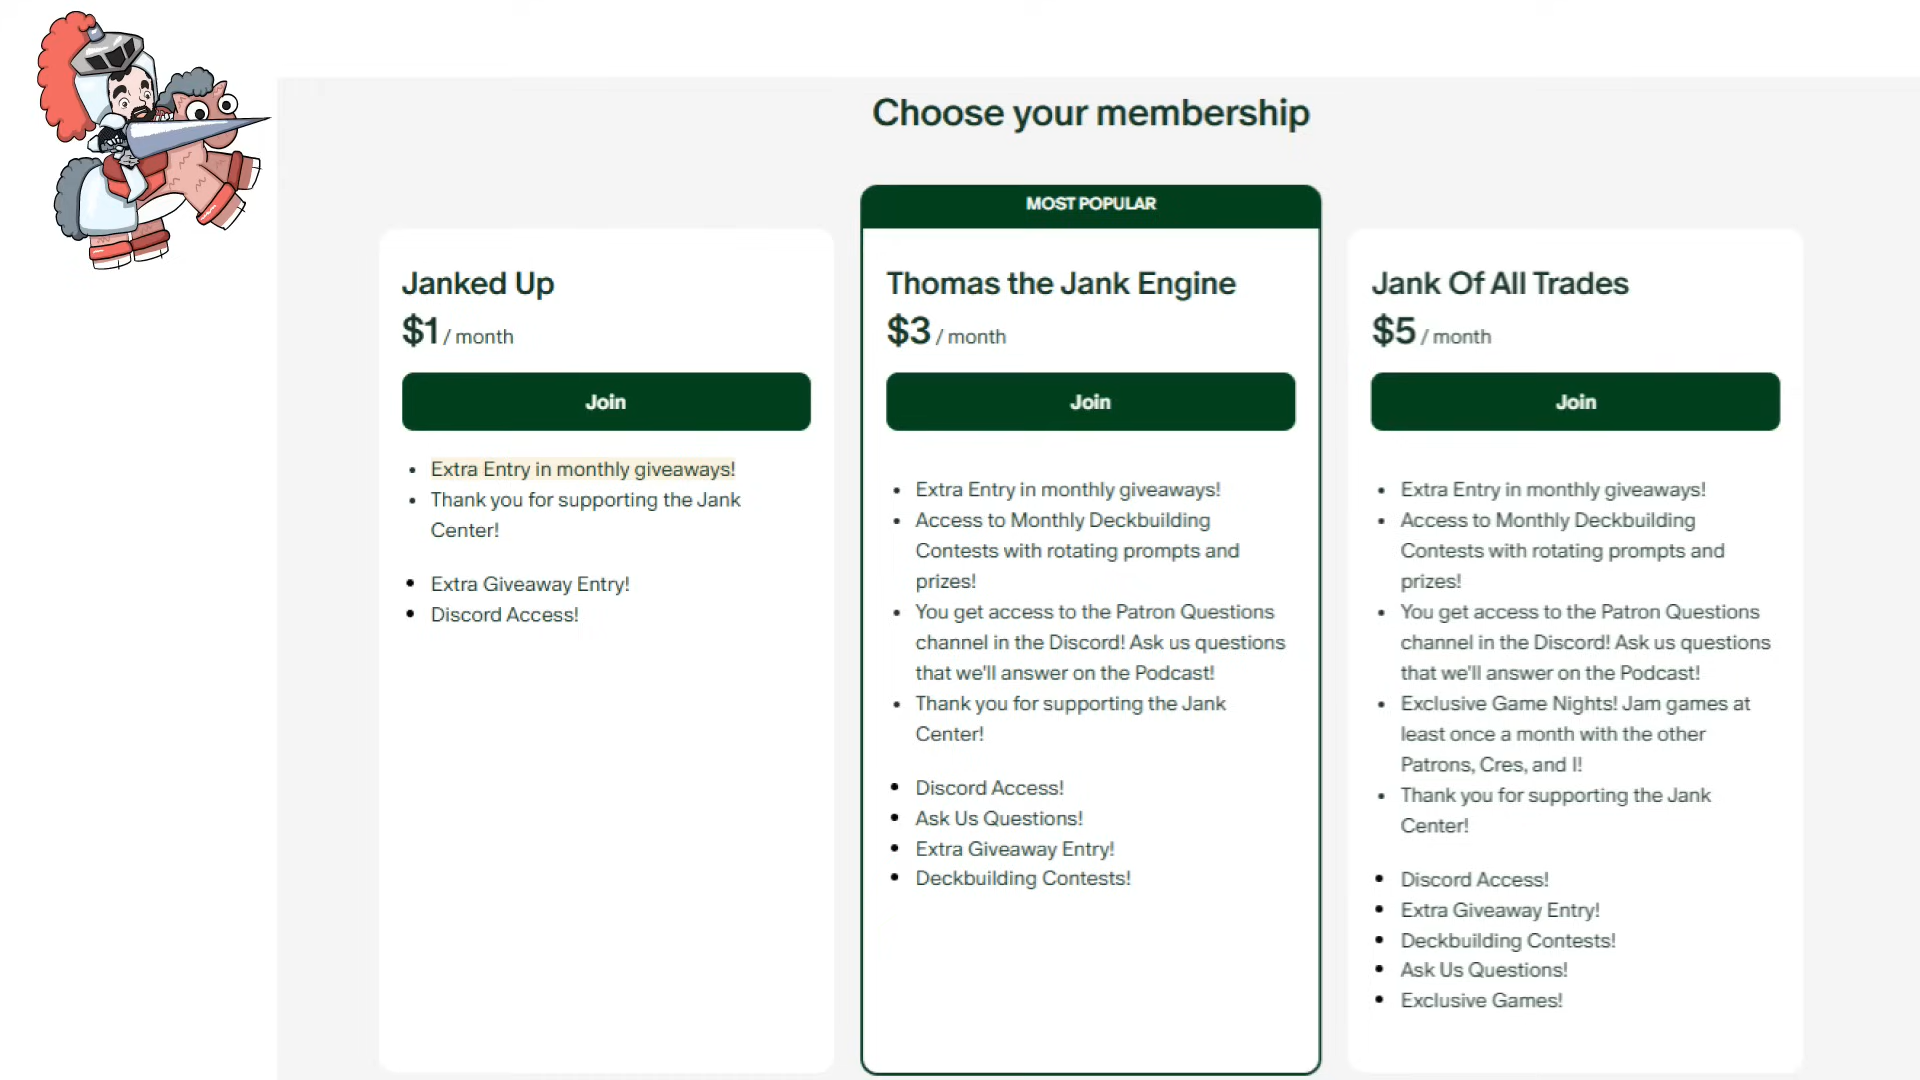 Choose your membership
MOST POPULAR
Janked Up
$1 / month
Join
• Extra Entry in monthly giveaways!
• Thank you for supporting the Jank
Center!
• Extra Giveaway Entry!
• Discord Access!
Thomas the Jank Engine
$3 / month
Join
• Extra Entry in monthly giveaways!
• Access to Monthly Deckbuilding
Contests with rotating prompts and
prizes!
• You get access to the Patron Questions
channel in the Discord! Ask us questions
that we'll answer on the Podcast!
• Thank you for supporting the Jank
Center!
• Discord Access!
• Ask Us Questions!
• Extra Giveaway Entry!
• Deckbuilding Contests!
Jank Of All Trades
$5 / month
Join
• Extra Entry in monthly giveaways!
• Access to Monthly Deckbuilding
Contests with rotating prompts and
prizes!
• You get access to the Patron Questions
channel in the Discord! Ask us questions
that we'll answer on the Podcast!
• Exclusive Game Nights! Jam games at
least once a month with the other
Patrons, Cres, and I!
• Thank you for supporting the Jank
Center!
• Discord Access!
• Extra Giveaway Entry!
• Deckbuilding Contests!
• Ask Us Questions!
• Exclusive Games!